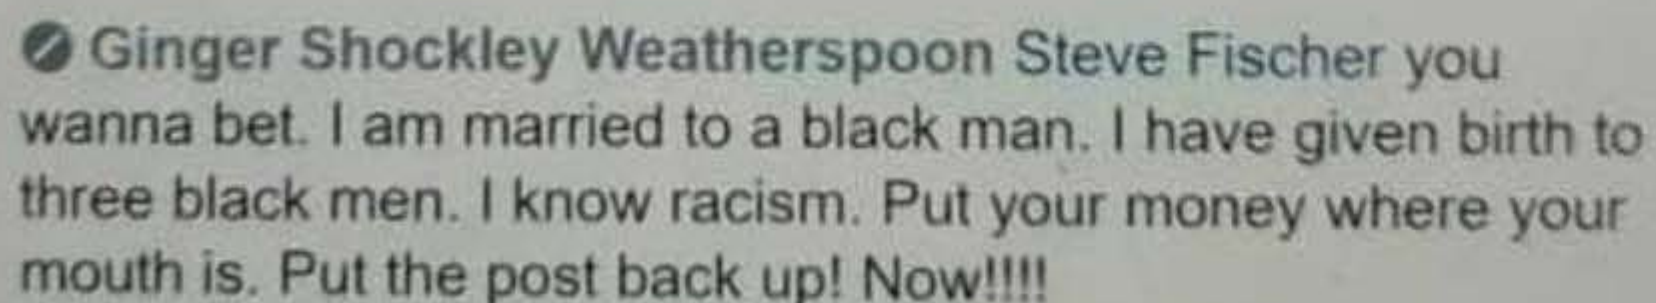 Ginger Shockley Weatherspoon Steve Fischer you
wanna bet. I am married to a black man. I have given birth to
three black men. I know racism. Put your money where your
mouth is. Put the post back up! Now!!!!